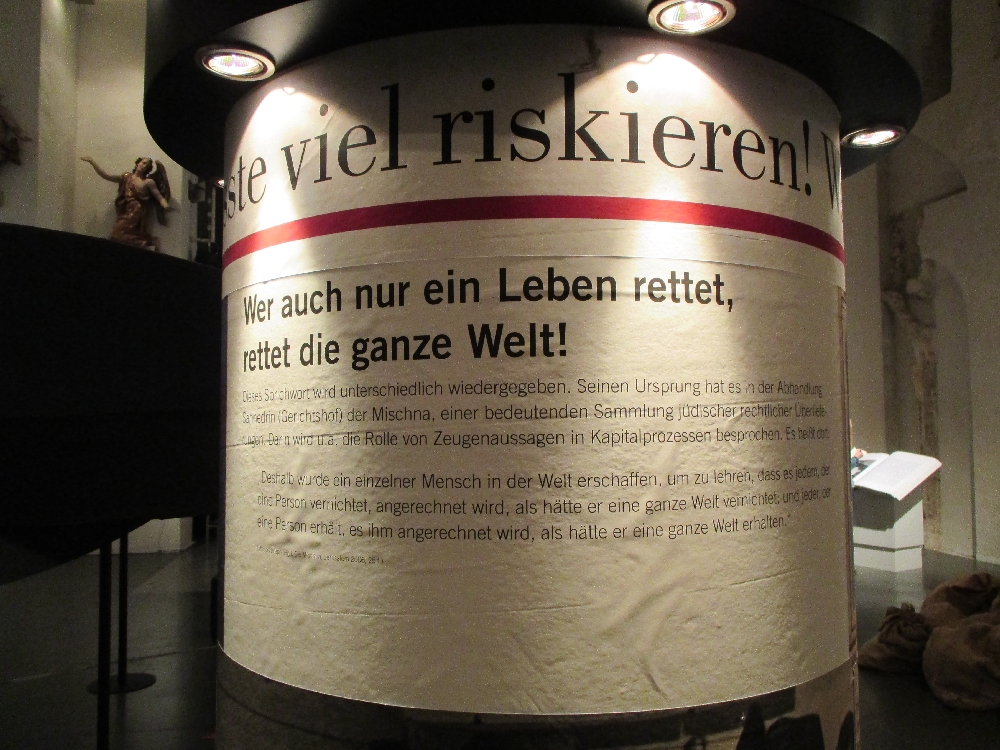 ste viel riskieren! W
Wer auch nur ein Leben rettet,
rettet die ganze Welt!
Dieses Sprichwort wird unterschiedlich wiedergegeben. Seinen Ursprung hat es in der Abhandlung
Sanhedrin (Gerichtshof) der Mischna, einer bedeutenden Sammlung jüdischer rechtlicher Überliefe-
rungen. Darin wird u.a. die Rolle von Zeugenaussagen in Kapitalprozessen besprochen. Es heißt dort:
„Deshalb wurde ein einzelner Mensch in der Welt erschaffen, um zu lehren, dass es jedem, der
eine Person vernichtet, angerechnet wird, als hätte er eine ganze Welt vernichtet; und jeder, der
eine Person erhält, es ihm angerechnet wird, als hätte er eine ganze Welt erhalten.“
Jerusalem